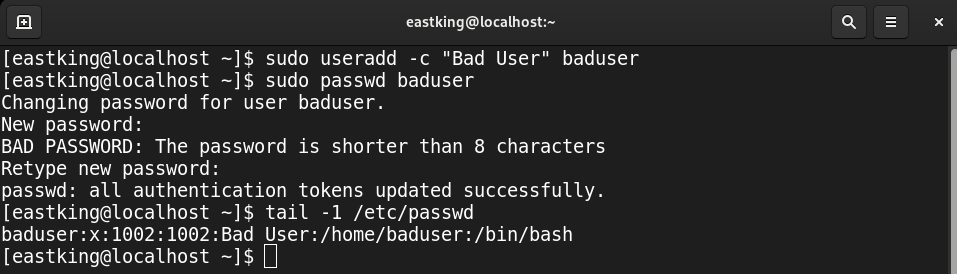 eastking@localhost:~
[eastking@localhost ~]$ sudo useradd -c "Bad User" baduser
[eastking@localhost ~]$ sudo passwd baduser
Changing password for user baduser.
New password:
BAD PASSWORD: The password is shorter than 8 characters
Retype new password:
passwd: all authentication tokens updated successfully.
[eastking@localhost ~]$ tail -1 /etc/passwd
baduser:x:1002:1002:Bad User:/home/baduser:/bin/bash
[eastking@localhost ~]$